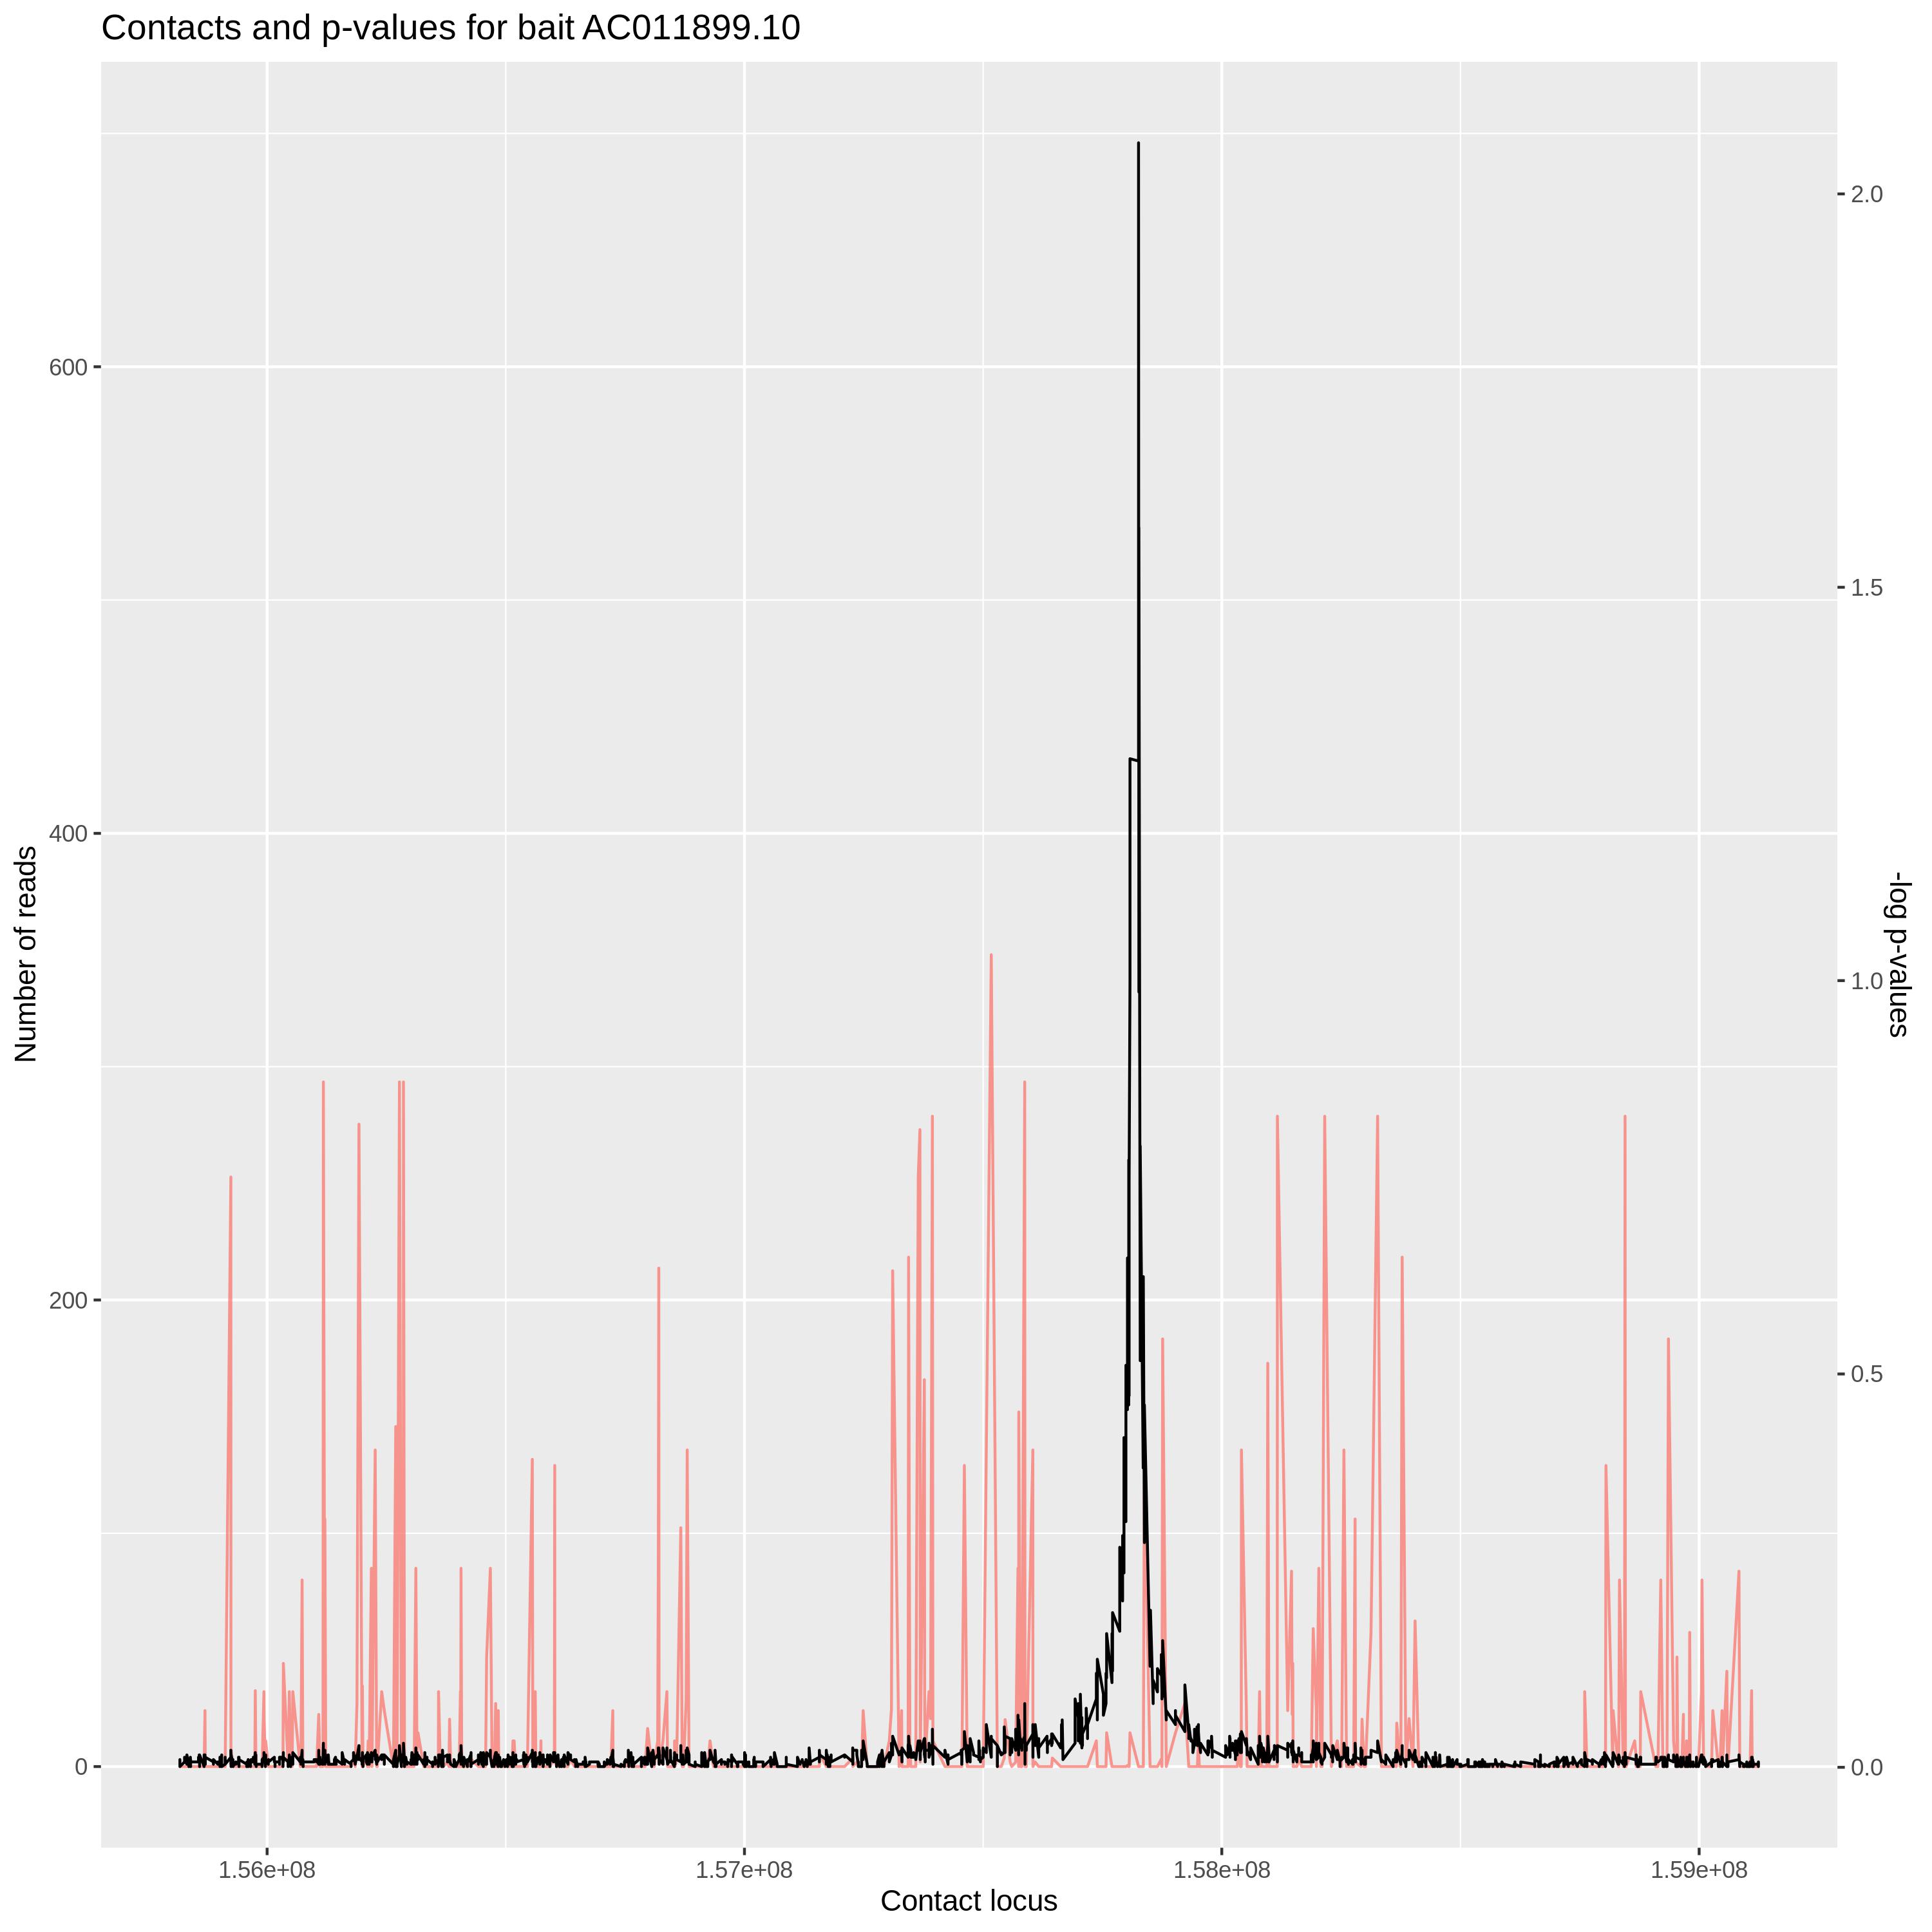 Contacts and p-values for bait AC011899.10
600
400
200
0
Number of reads
2.0
1.5
1.0
0.5
0.0
-log p-values
1.56e+08
1.57e+08
1.58e+08
1.59e+08
Contact locus